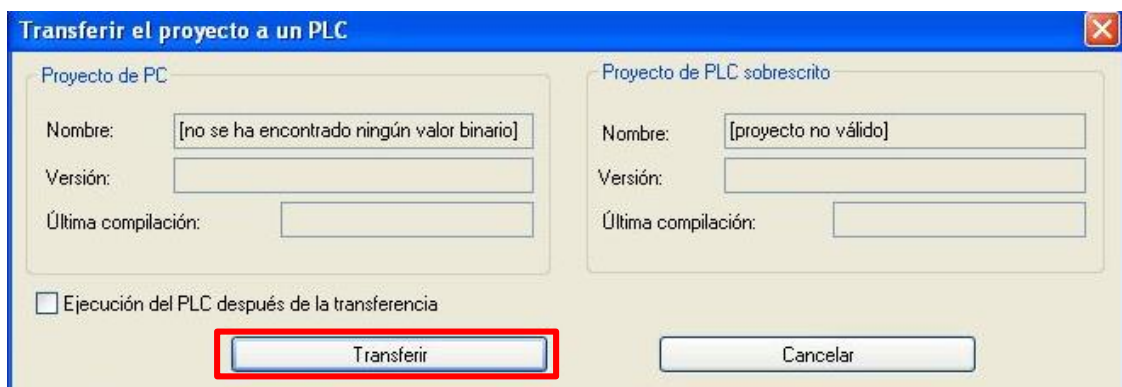 Transferir el proyecto a un PLC
Proyecto de PC
Nombre: [no se ha encontrado ningún valor binario]
Versión:
Última compilación:
Proyecto de PLC sobrescrito
Nombre: [proyecto no válido]
Versión:
Última compilación:
Ejecución del PLC después de la transferencia
Transferir
Cancelar